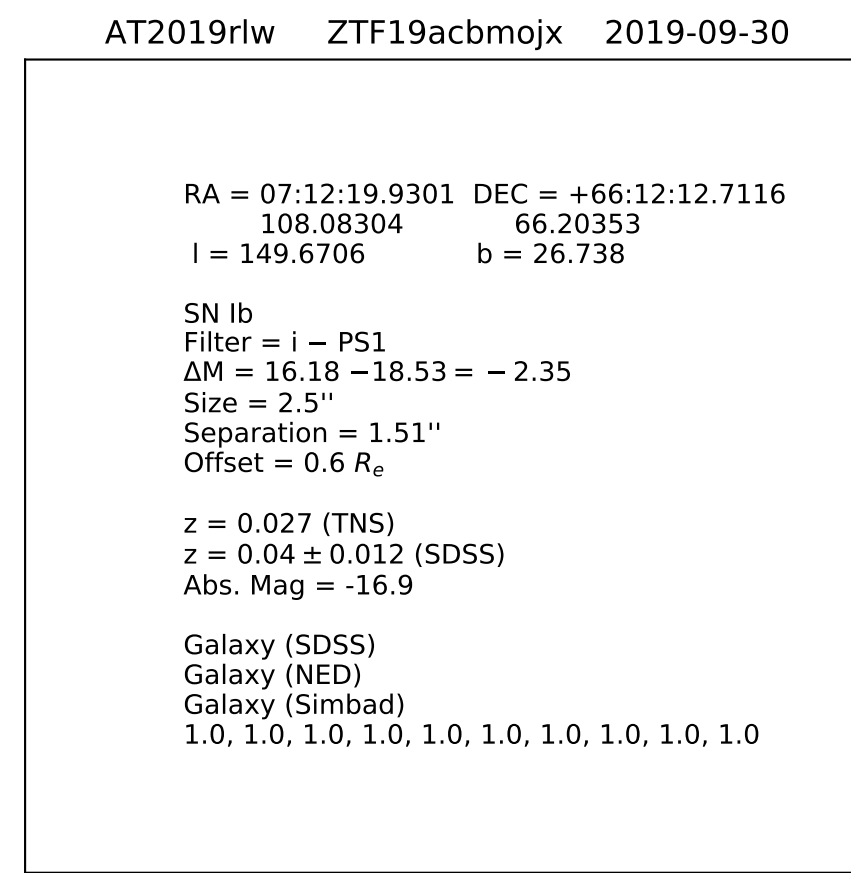 AT2019rlw ZTF19acbmojx 2019-09-30
RA = 07:12:19.9301 DEC = +66:12:12.7116
108.08304 66.20353
l = 149.6706 b = 26.738
SN Ib
Filter = i − PS1
ΔM = 16.18 −18.53 = − 2.35
Size = 2.5''
Separation = 1.51''
Offset = 0.6 Re
z = 0.027 (TNS)
z = 0.04 ± 0.012 (SDSS)
Abs. Mag = -16.9
Galaxy (SDSS)
Galaxy (NED)
Galaxy (Simbad)
1.0, 1.0, 1.0, 1.0, 1.0, 1.0, 1.0, 1.0, 1.0, 1.0